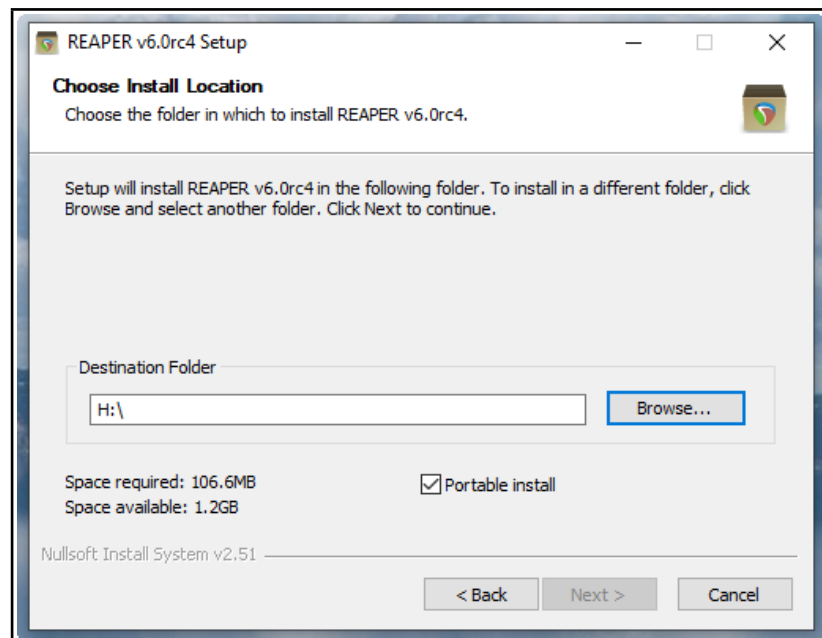 REAPER v6.0rc4 Setup
Choose Install Location
Choose the folder in which to install REAPER v6.0rc4.
Setup will install REAPER v6.0rc4 in the following folder. To install in a different folder, click
Browse and select another folder. Click Next to continue.
Destination Folder
H:\
Browse...
Space required: 106.6MB
Portable install
Space available: 1.2GB
Nullsoft Install System v2.51
< Back
Next >
Cancel